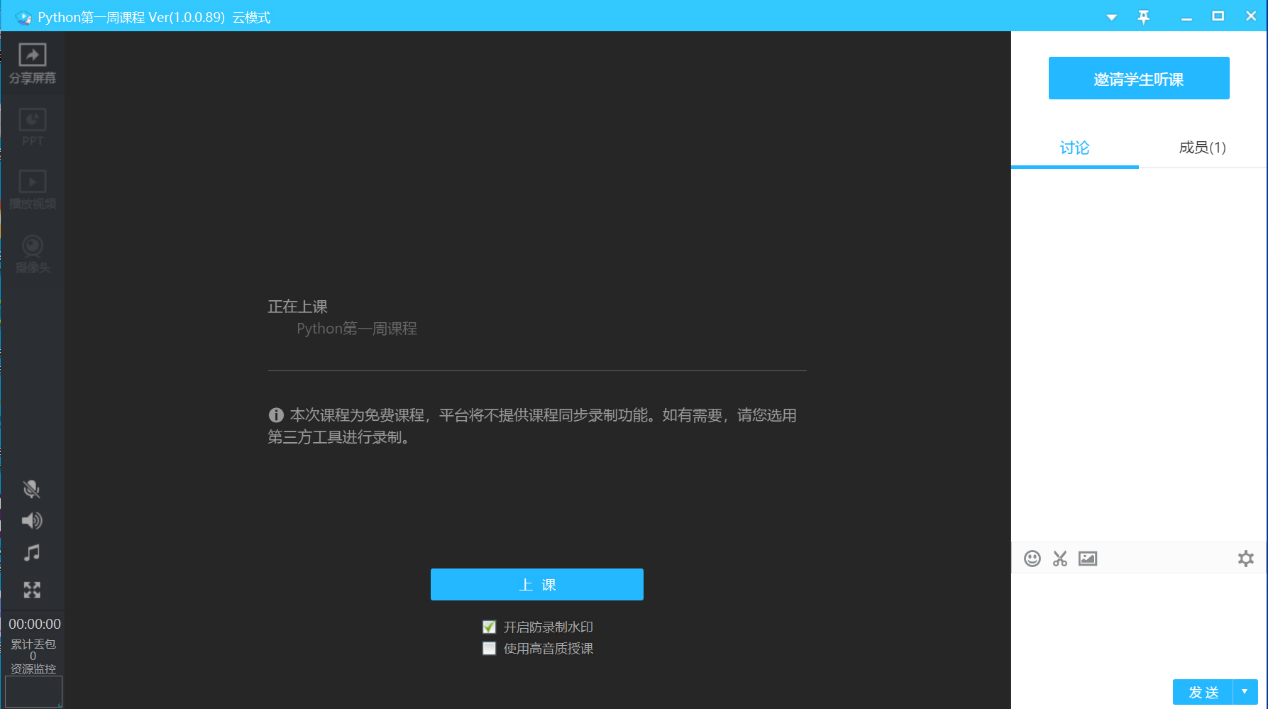 Python第一周课程 Ver(1.0.0.89) 云模式
分享屏幕
PPT
播放视频
摄像头
正在上课
Python第一周课程
本次课程为免费课程，平台将不提供课程同步录制功能。如有需要，请您选用
第三方工具进行录制。
上 课
开启防录制水印
使用高音质授课
00:00:00
累计丢包
0
资源监控
邀请学生听课
讨论
成员(1)
发 送